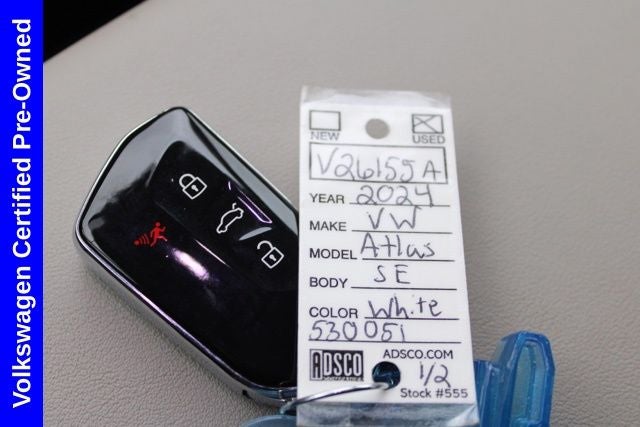 Volkswagen Certified Pre-Owned
NEW USED
V26155A
YEAR 2024
MAKE VW
MODEL Atlas
BODY SE
COLOR White
530051
ADSCO ADSCO.COM
1/2
Stock #555